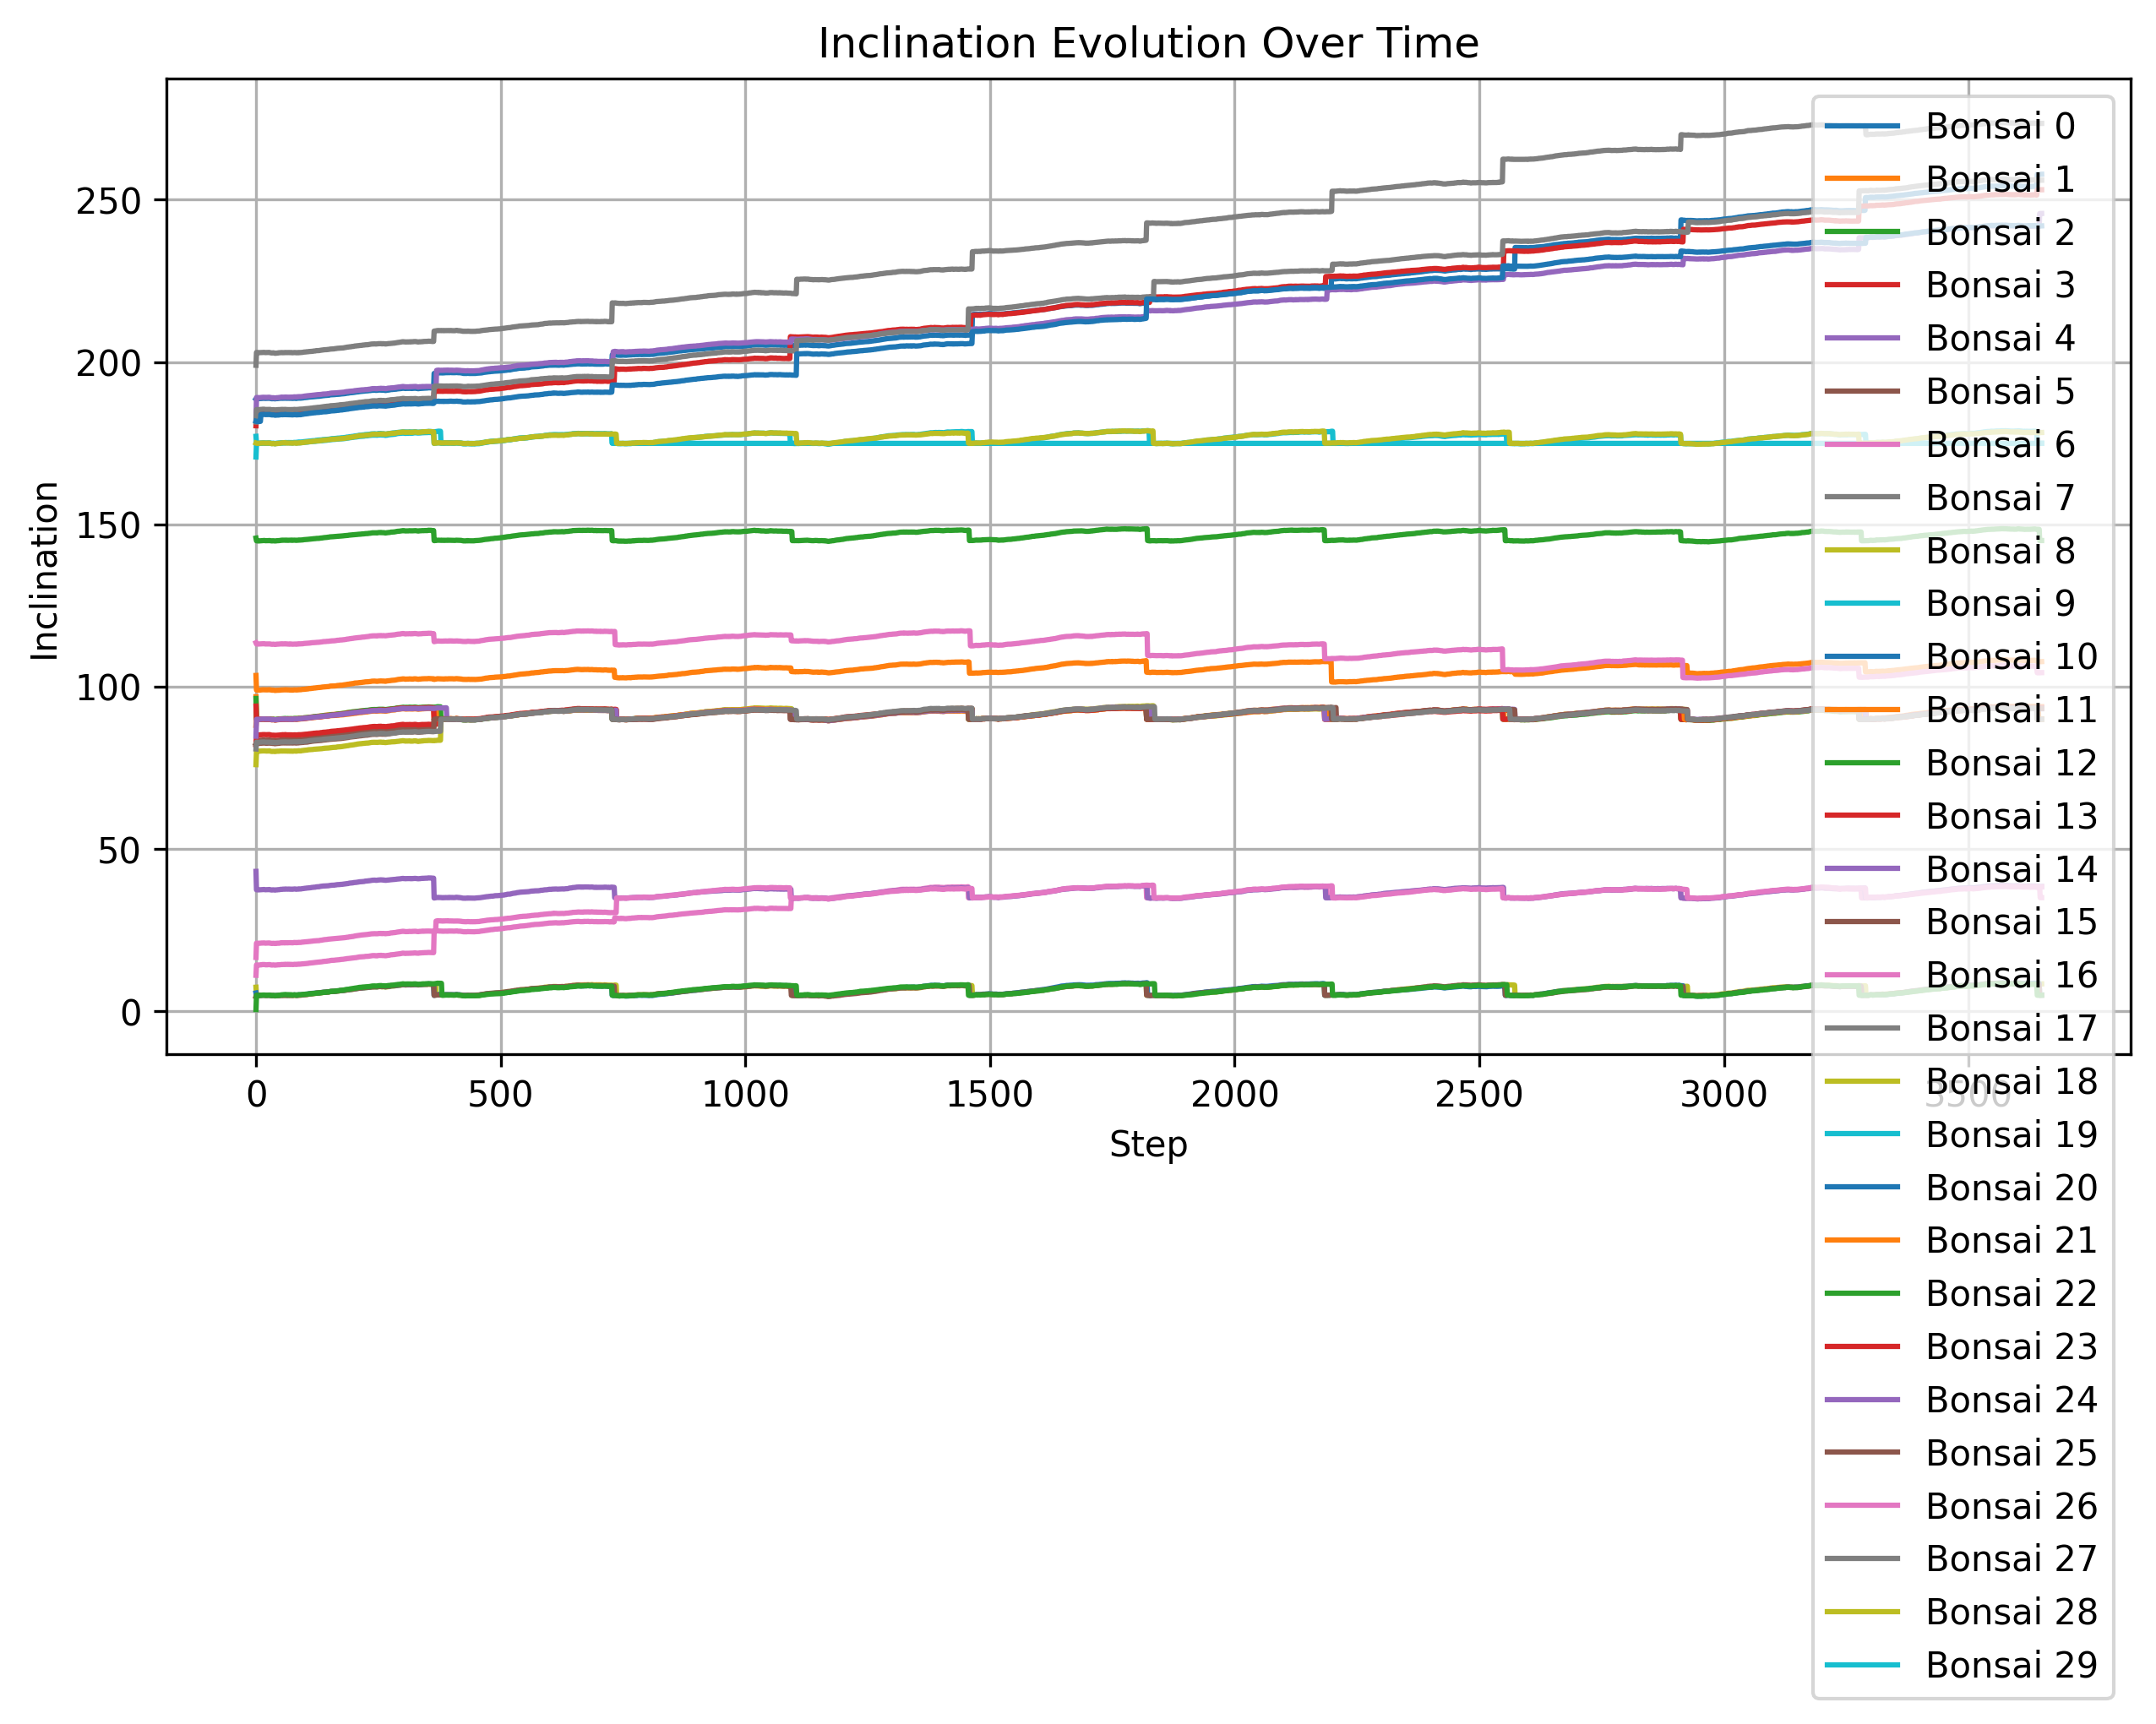 Inclination Evolution Over Time
Inclination
250
200
150
100
50
0
0 500 1000 1500 2000 2500 3000 3500
Step
Bonsai 0
Bonsai 1
Bonsai 2
Bonsai 3
Bonsai 4
Bonsai 5
Bonsai 6
Bonsai 7
Bonsai 8
Bonsai 9
Bonsai 10
Bonsai 11
Bonsai 12
Bonsai 13
Bonsai 14
Bonsai 15
Bonsai 16
Bonsai 17
Bonsai 18
Bonsai 19
Bonsai 20
Bonsai 21
Bonsai 22
Bonsai 23
Bonsai 24
Bonsai 25
Bonsai 26
Bonsai 27
Bonsai 28
Bonsai 29